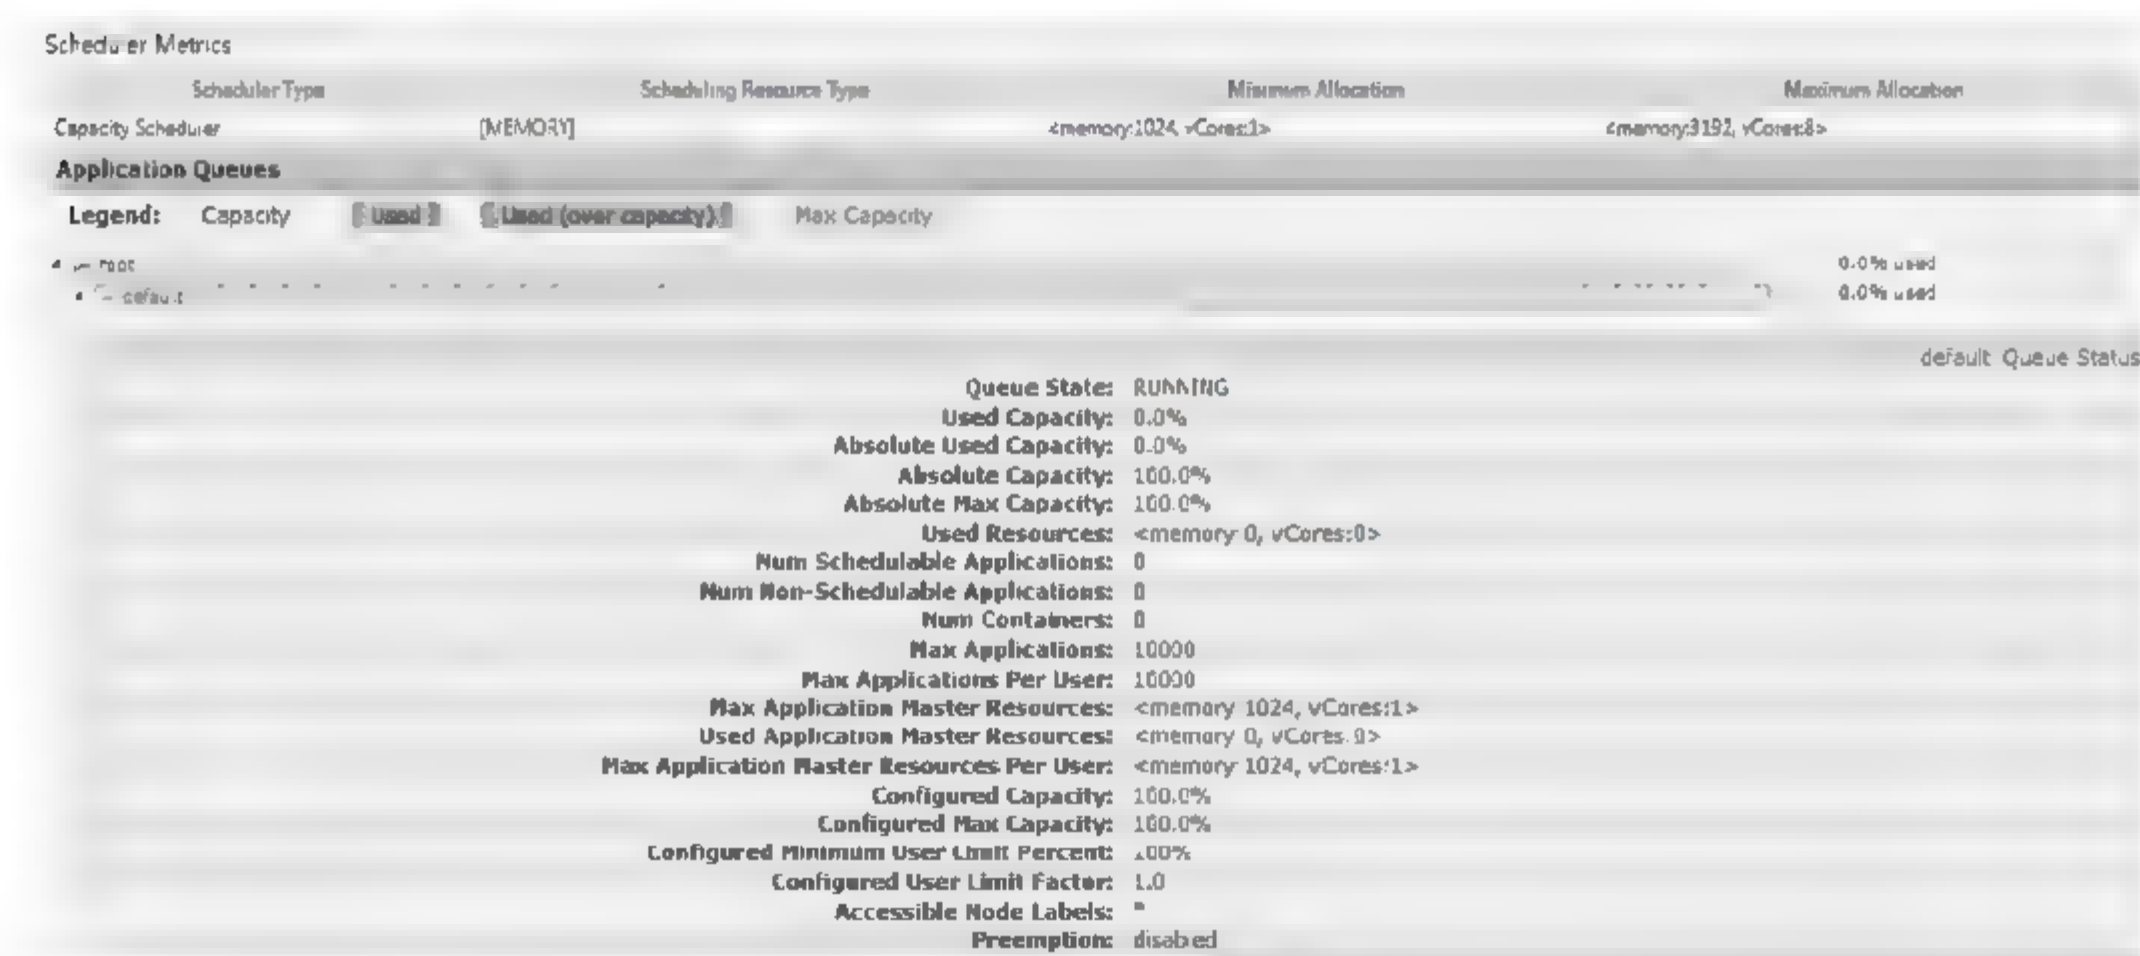 Scheduler Metrics
Scheduler Type Scheduling Resource Type Minimum Allocation Maximum Allocation
Capacity Scheduler [MEMORY] <memory:1024, vCores:1> vCores:8>
Application Queues
Legend: Capacity Used Used (over capacity) Max Capacity
root 0.0% used
default 0.0% used
default Queue Status
Queue State: RUNNING
Used Capacity: 0.0%
Absolute Used Capacity: 0.0%
Absolute Capacity: 100.0%
Absolute Max Capacity: 100.0%
Used Resources: <memory:0, vCores:0>
Num Schedulable Applications: 0
Num Non-Schedulable Applications: 0
Num Containers: 0
Max Applications: 10000
Max Applications Per User: 10000
Max Application Master Resources: <memory:1024, vCores:1>
Used Application Master Resources: <memory:0, vCores:0>
Max Application Master Resources Per User: <memory:1024, vCores:1>
Configured Capacity: 100.0%
Configured Max Capacity: 100.0%
Configured Minimum User Limit Percent: 100%
Configured User Limit Factor: 1.0
Accessible Node Labels: *
Preemption: disabled